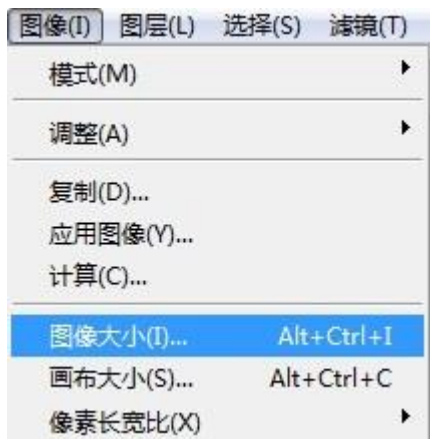 图像(I) 图层(L) 选择(S) 滤镜(T)
模式(M)
调整(A)
复制(D)...
应用图像(Y)...
计算(C)...
图像大小(I)... Alt+Ctrl+I
画布大小(S)... Alt+Ctrl+C
像素长宽比(X)